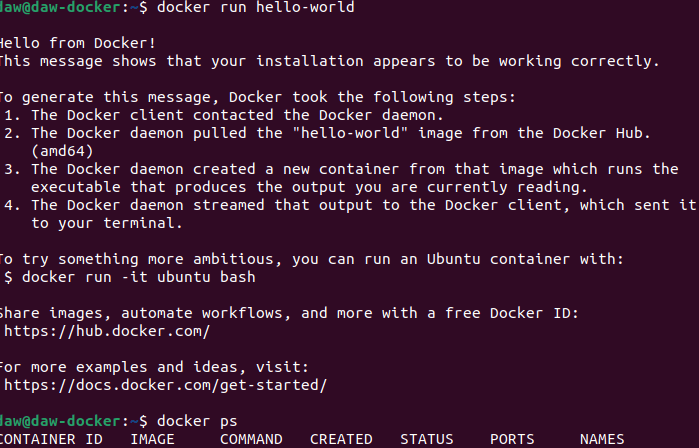 daw@daw-docker:~$ docker run hello-world
Hello from Docker!
This message shows that your installation appears to be working correctly.
To generate this message, Docker took the following steps:
1. The Docker client contacted the Docker daemon.
2. The Docker daemon pulled the "hello-world" image from the Docker Hub.
(amd64)
3. The Docker daemon created a new container from that image which runs the
executable that produces the output you are currently reading.
4. The Docker daemon streamed that output to the Docker client, which sent it
to your terminal.
To try something more ambitious, you can run an Ubuntu container with:
$ docker run -it ubuntu bash
Share images, automate workflows, and more with a free Docker ID:
https://hub.docker.com/
For more examples and ideas, visit:
https://docs.docker.com/get-started/
daw@daw-docker:~$ docker ps
CONTAINER ID   IMAGE     COMMAND   CREATED   STATUS    PORTS     NAMES